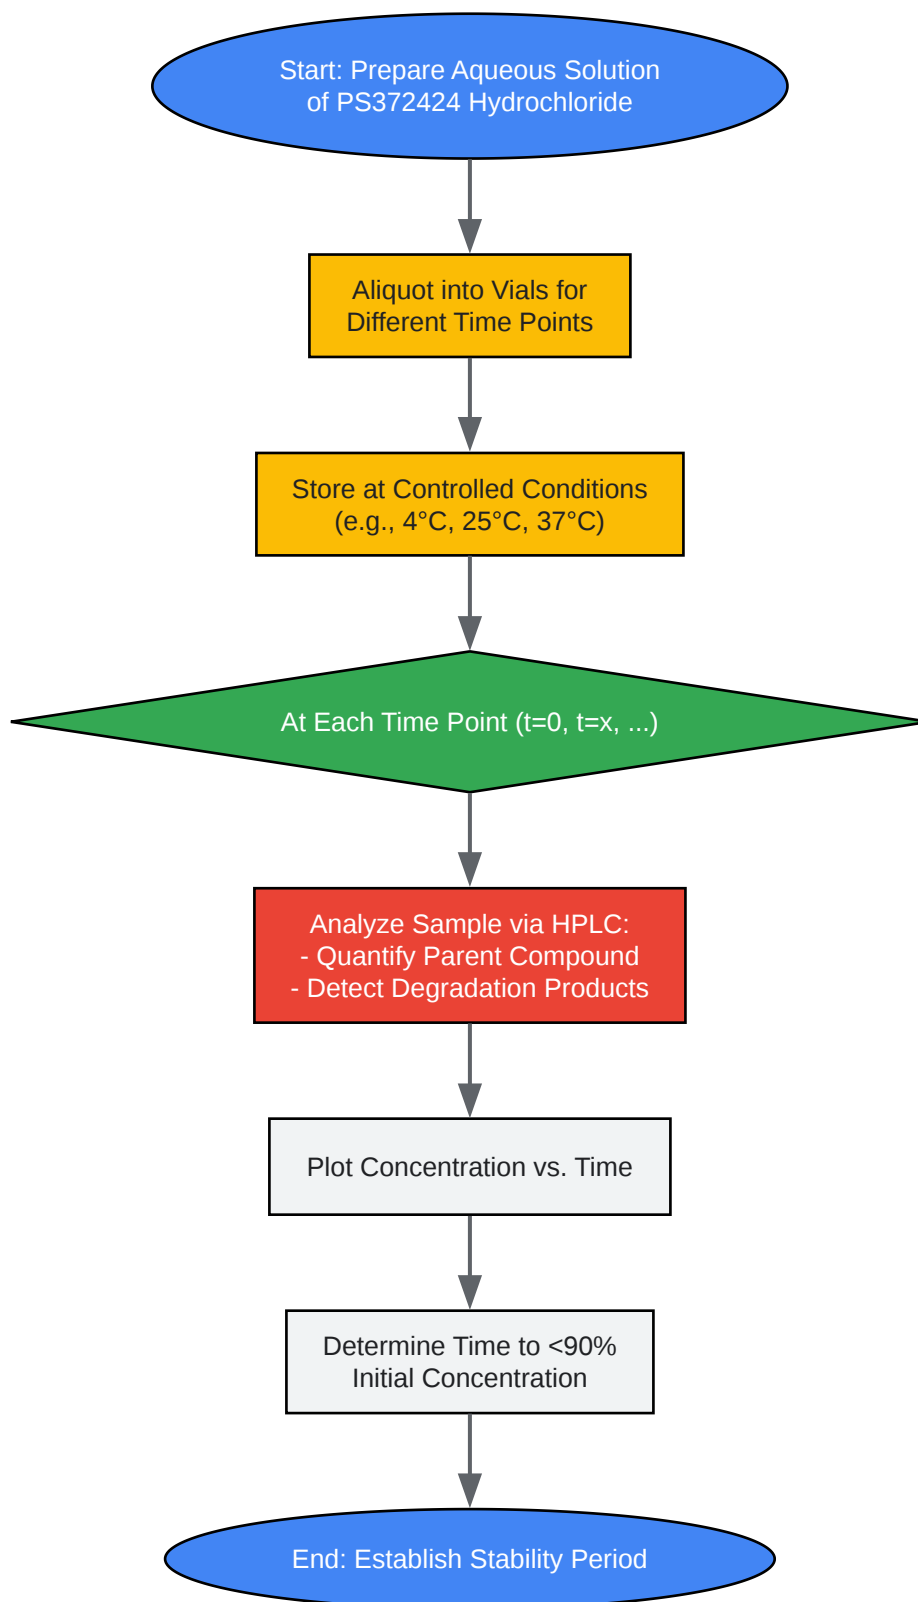 Start: Prepare Aqueous Solution
of PS372424 Hydrochloride
Aliquot into Vials for
Different Time Points
Store at Controlled Conditions
(e.g., 4°C, 25°C, 37°C)
At Each Time Point (t=0, t=x, ...)
Analyze Sample via HPLC:
- Quantify Parent Compound
- Detect Degradation Products
Plot Concentration vs. Time
Determine Time to <90%
Initial Concentration
End: Establish Stability Period